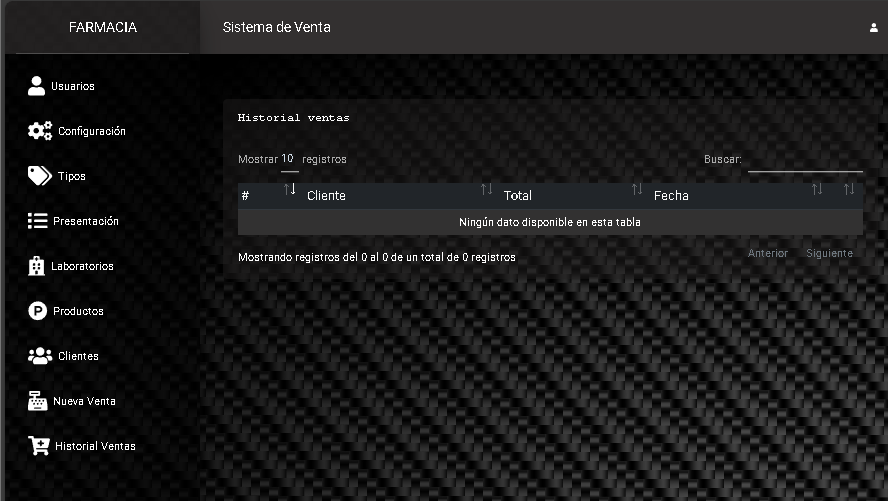 FARMACIA
Sistema de Venta
Usuarios
Configuración
Tipos
Presentación
Laboratorios
Productos
Clientes
Nueva Venta
Historial Ventas
Historial ventas
Mostrar 10 registros
Buscar:
# Cliente Total Fecha
Ningún dato disponible en esta tabla
Mostrando registros del 0 al 0 de un total de 0 registros
Anterior Siguiente